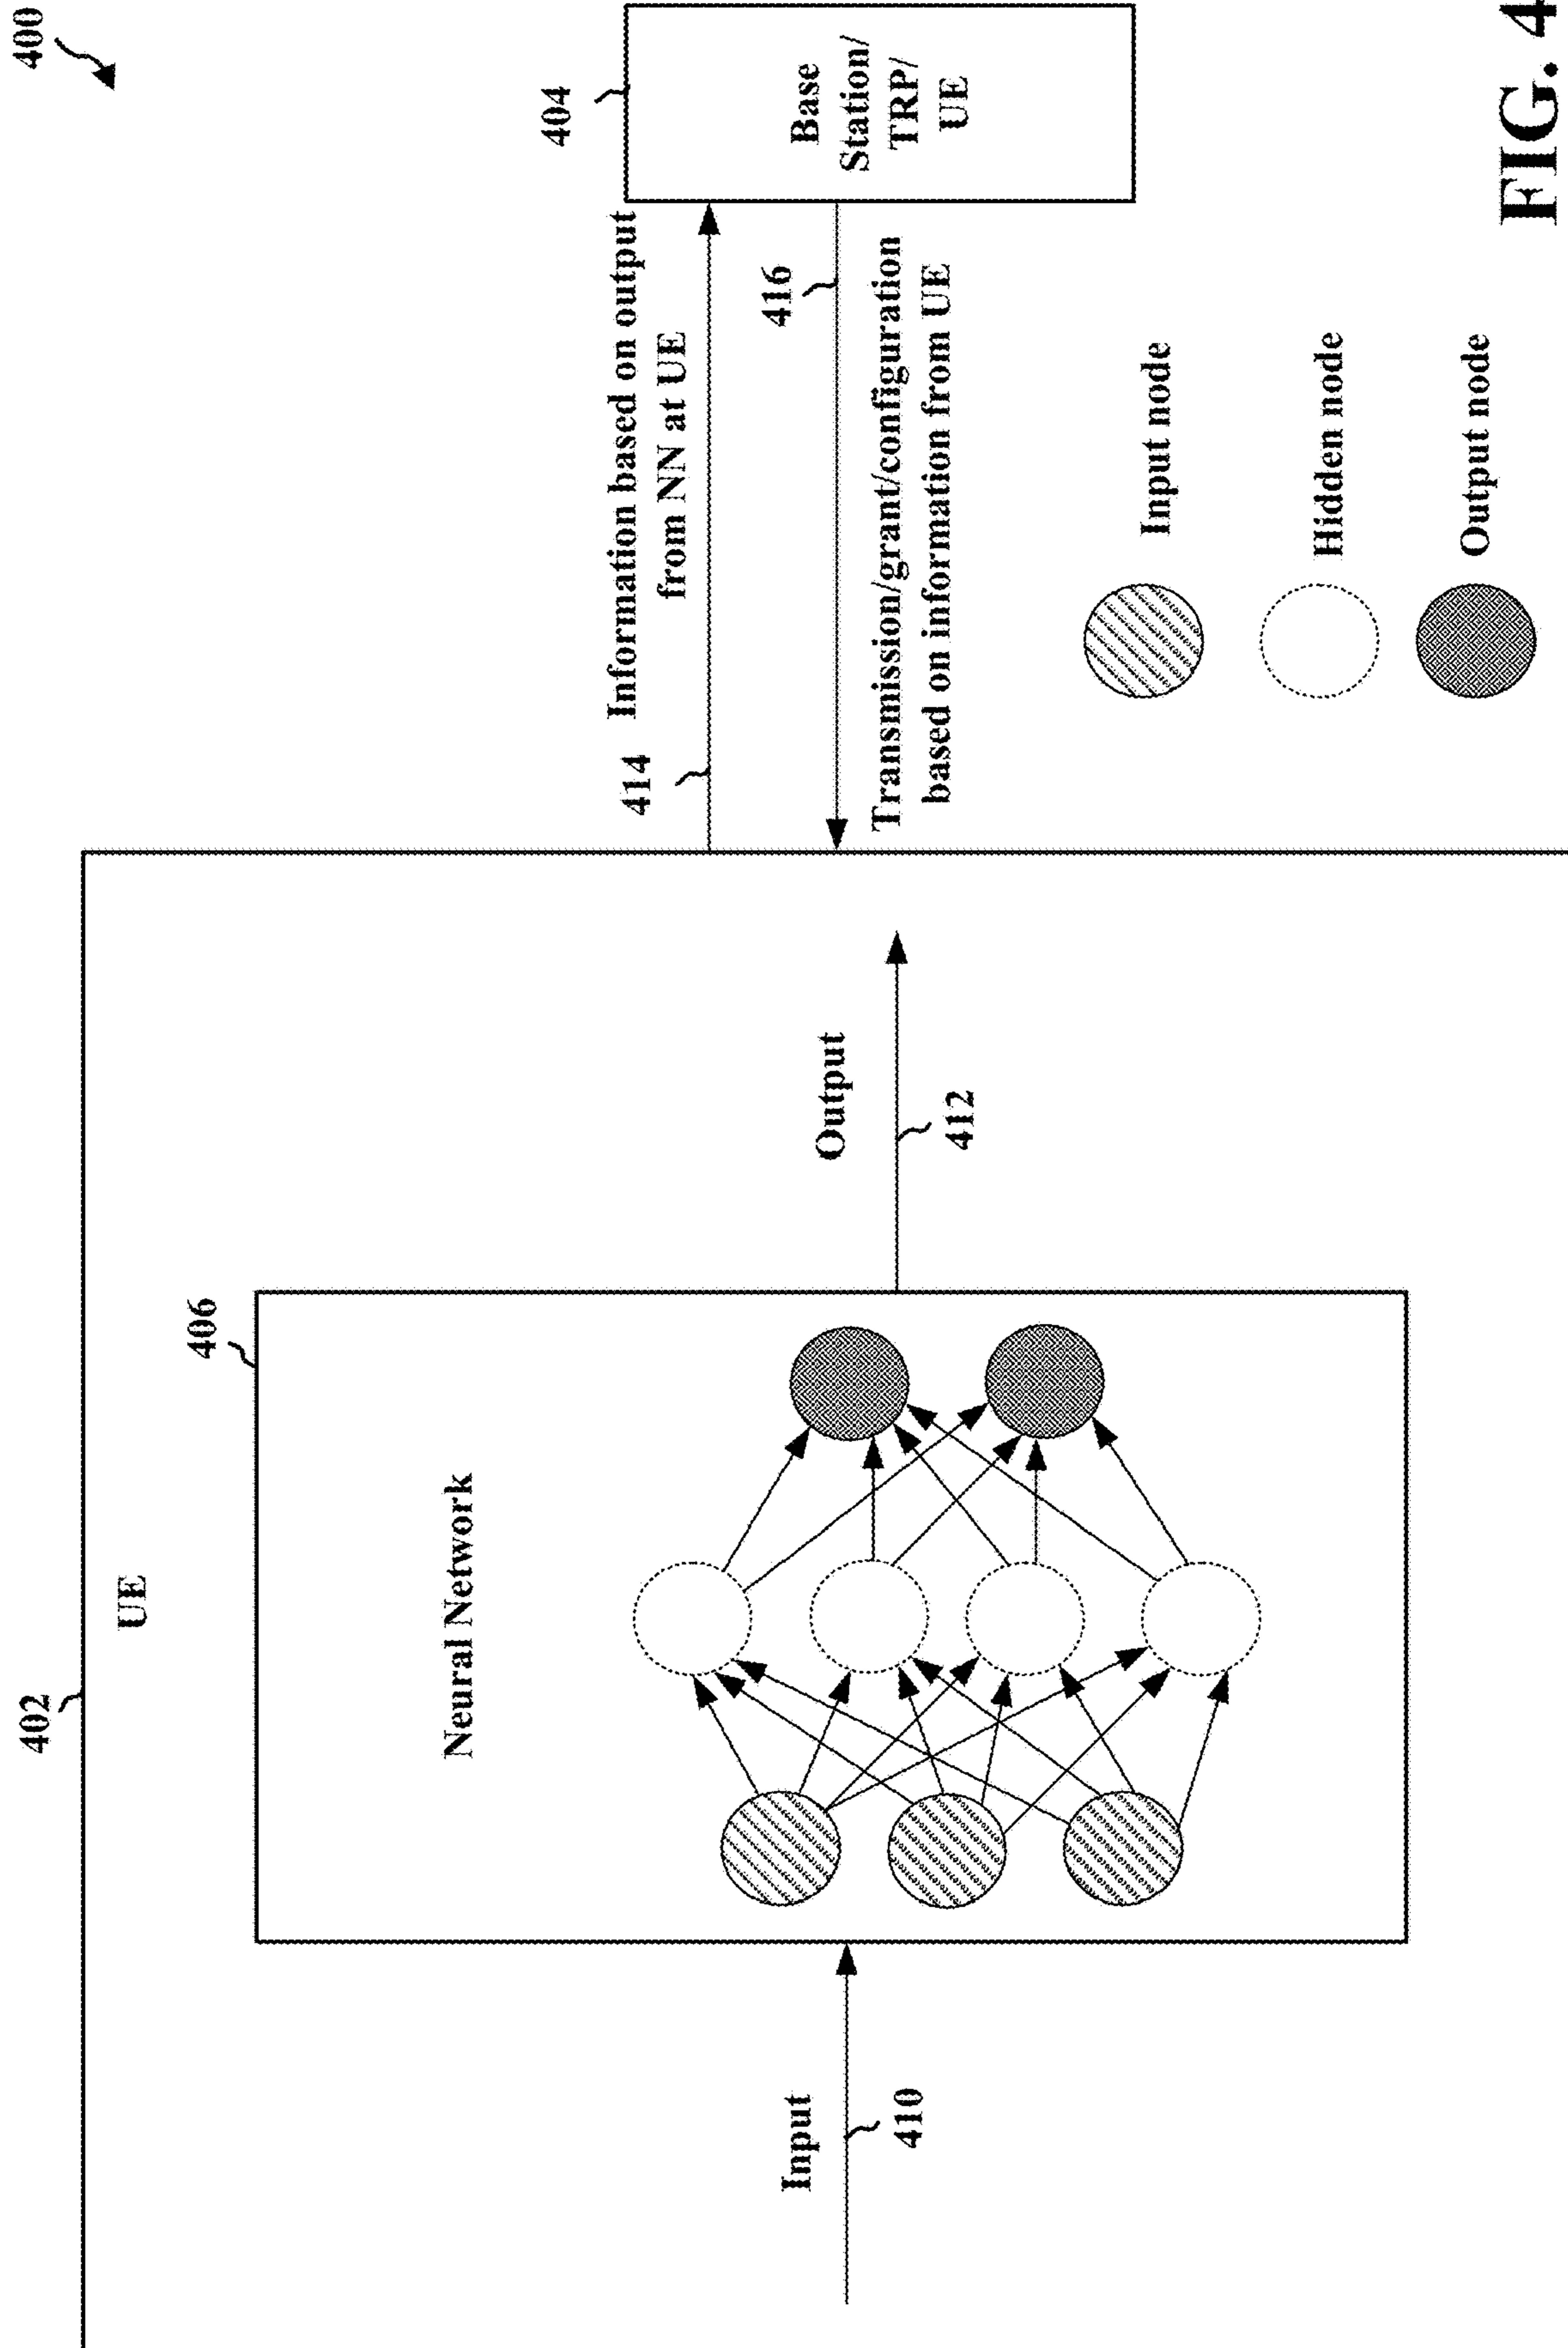 400
402
UE
406
Neural Network
Input
410
Output
412
414
Information based on output
from NN at UE
416
Transmission/grant/configuration
based on information from UE
404
Base
Station/
TRP/
UE
Input node
Hidden node
Output node
FIG. 4